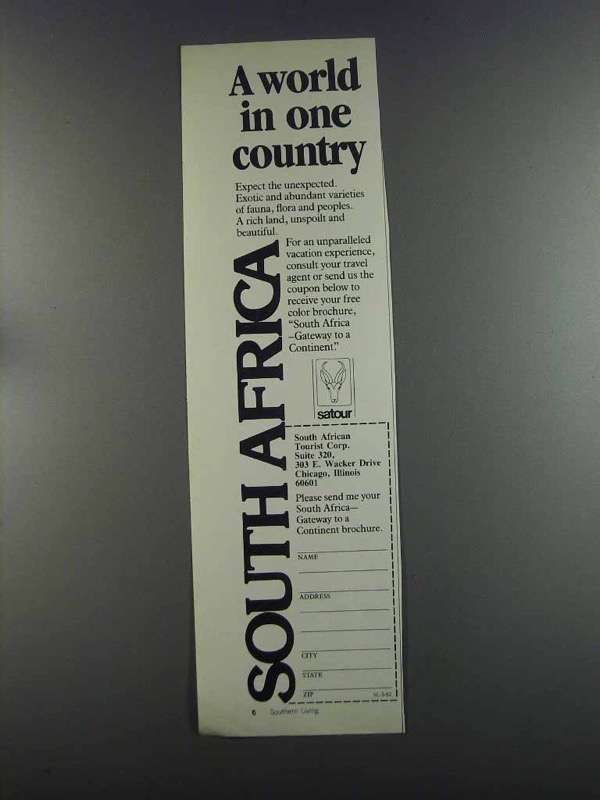 A world
in one
country
Expect the unexpected.
Exotic and abundant varieties
of fauna, flora and peoples.
A rich land, unspoilt and
beautiful.
For an unparalleled
vacation experience,
consult your travel
agent or send us the
coupon below to
receive your free
color brochure,
"South Africa
–Gateway to a
Continent."
SOUTH AFRICA
satour
South African
Tourist Corp.
Suite 320,
303 E. Wacker Drive
Chicago, Illinois
60601
Please send me your
South Africa—
Gateway to a
Continent brochure.
NAME
ADDRESS
CITY
STATE
ZIP
6 Southern Living